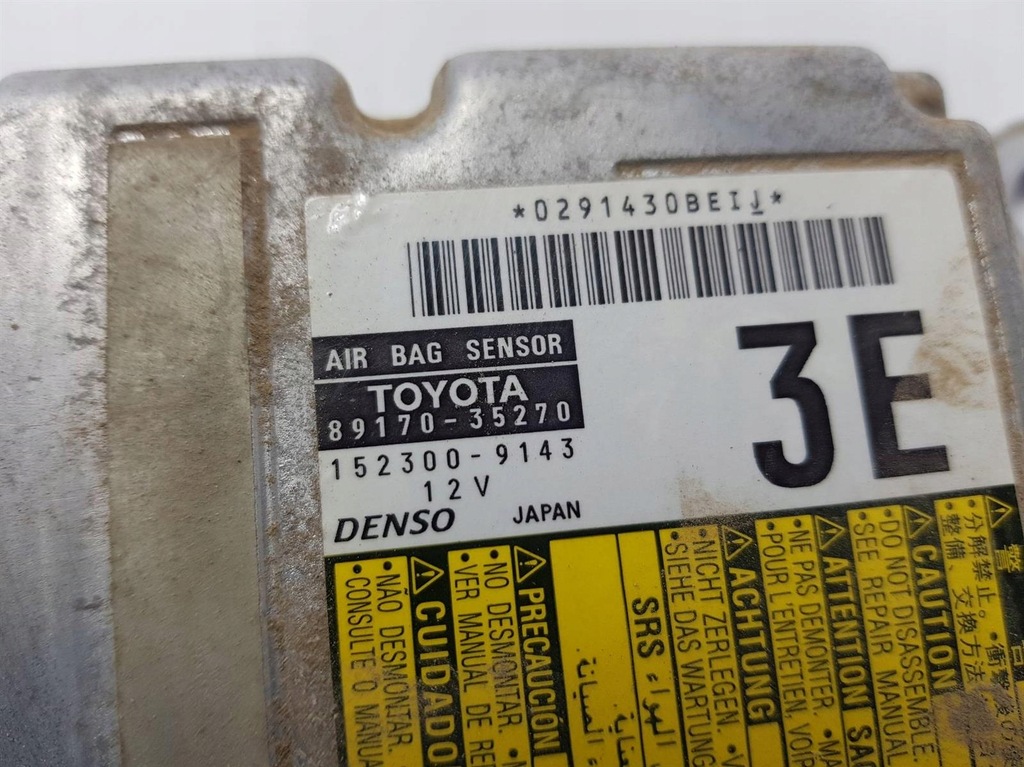 *0291430BEIJ*
AIR BAG SENSOR
TOYOTA
89170-35270
152300-9143
12V
DENSO JAPAN
3E
CUIDADO
• NÃO DESMONTAR.
• CONSULTE O
PRECAUCIÓN
• NO DESMONTAR.
• VER MANUAL DE
SRS
ACHTUNG
• NICHT ZERLEGEN.
• SIEHE DAS WARTUNG
ATTENTION
• NE PAS DEMONTER
• POUR L'ENTRETIEN, VOIR
CAUTION
• DO NOT DISASSEMBLE.
• SEE REPAIR MANUAL
警
• 分解禁止。
• 整備、交換方法